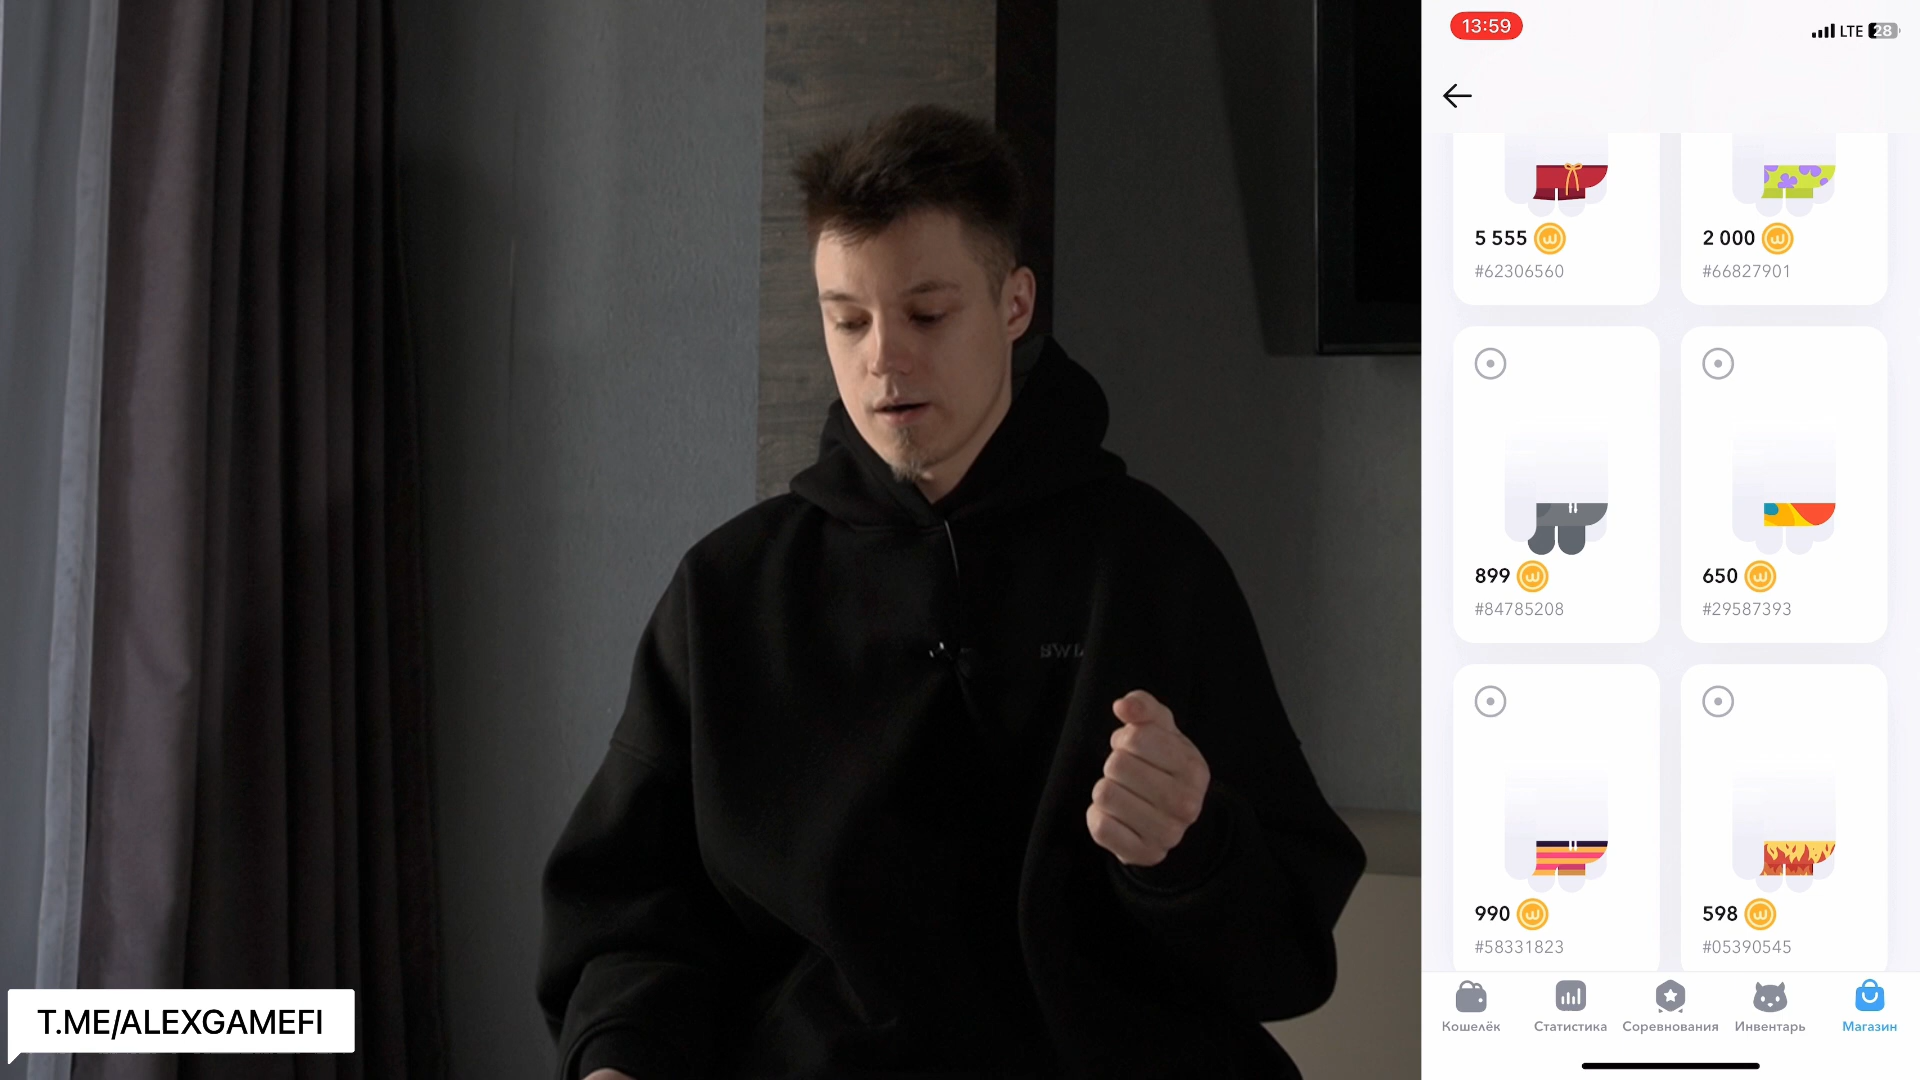 13:59
LTE 28
5 555
2 000
#62306560
#66827901
899
650
#84785208
#29587393
990
598
#58331823
#05390545
Кошелёк
Статистика
Соревнования
Инвентарь
Магазин
T.ME/ALEXGAMEFI